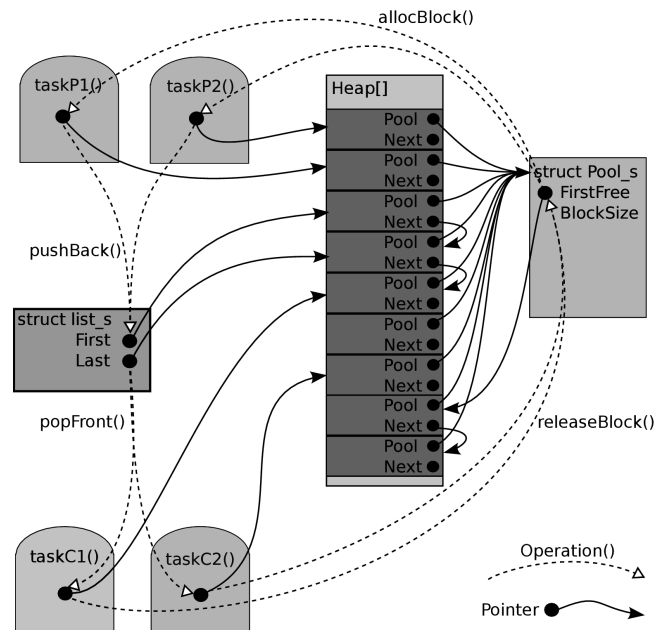 allocBlock()
taskP1()
taskP2()
Heap[]
Pool
Next
Pool
Next
Pool
Next
Pool
Next
Pool
Next
Pool
Next
Pool
Next
Pool
Next
Pool
Next
struct Pool_s
FirstFree
BlockSize
pushBack()
struct list_s
First
Last
popFront()
releaseBlock()
taskC1()
taskC2()
Operation()
Pointer